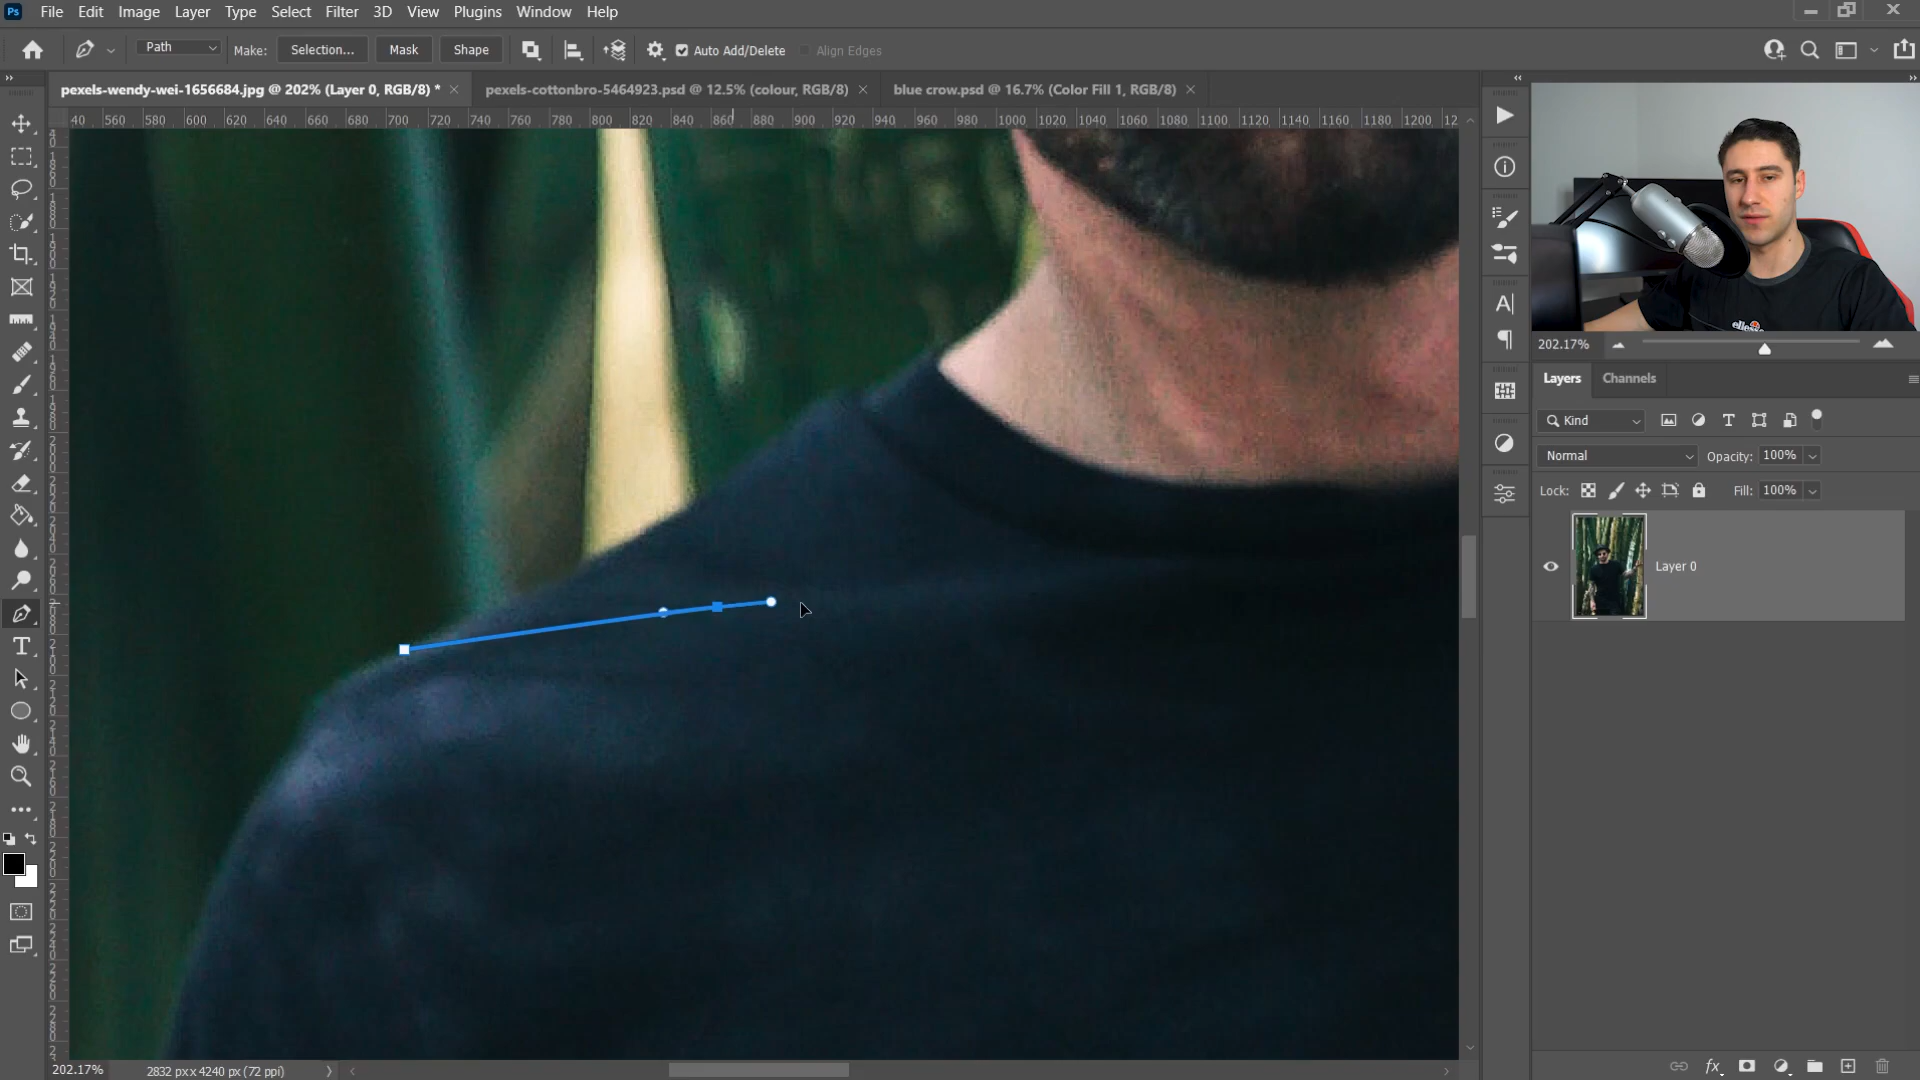 Ps File Edit Image Layer Type Select Filter 3D View Plugins Window Help
Path Make: Selection... Mask Shape Auto Add/Delete Align Edges
pexels-wendy-wei-1656684.jpg @ 202% (Layer 0, RGB/8) * pexels-cottonbro-5464923.psd @ 12.5% (colour, RGB/8) blue crow.psd @ 16.7% (Color Fill 1, RGB/8)
40 560 580 600 620 640 660 680 700 720 740 760 780 800 820 840 860 880 900 920 940 960 980 1000 1020 1040 1060 1080 1100 1120 1140 1160 1180 1200 12
ellesse
202.17%
Layers Channels
Kind
Normal Opacity: 100%
Lock: Fill: 100%
Layer 0
fx
202.17% 2832 px x 4240 px (72 ppi)